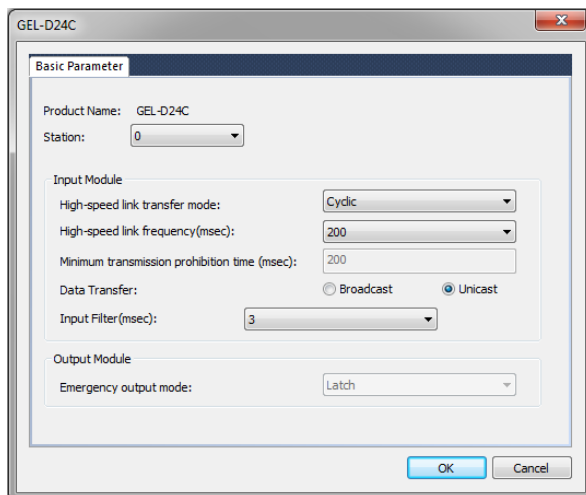 GEL-D24C
Basic Parameter
Product Name: GEL-D24C
Station: 0
Input Module
High-speed link transfer mode: Cyclic
High-speed link frequency(msec): 200
Minimum transmission prohibition time (msec): 200
Data Transfer: Broadcast Unicast
Input Filter(msec): 3
Output Module
Emergency output mode: Latch
OK Cancel